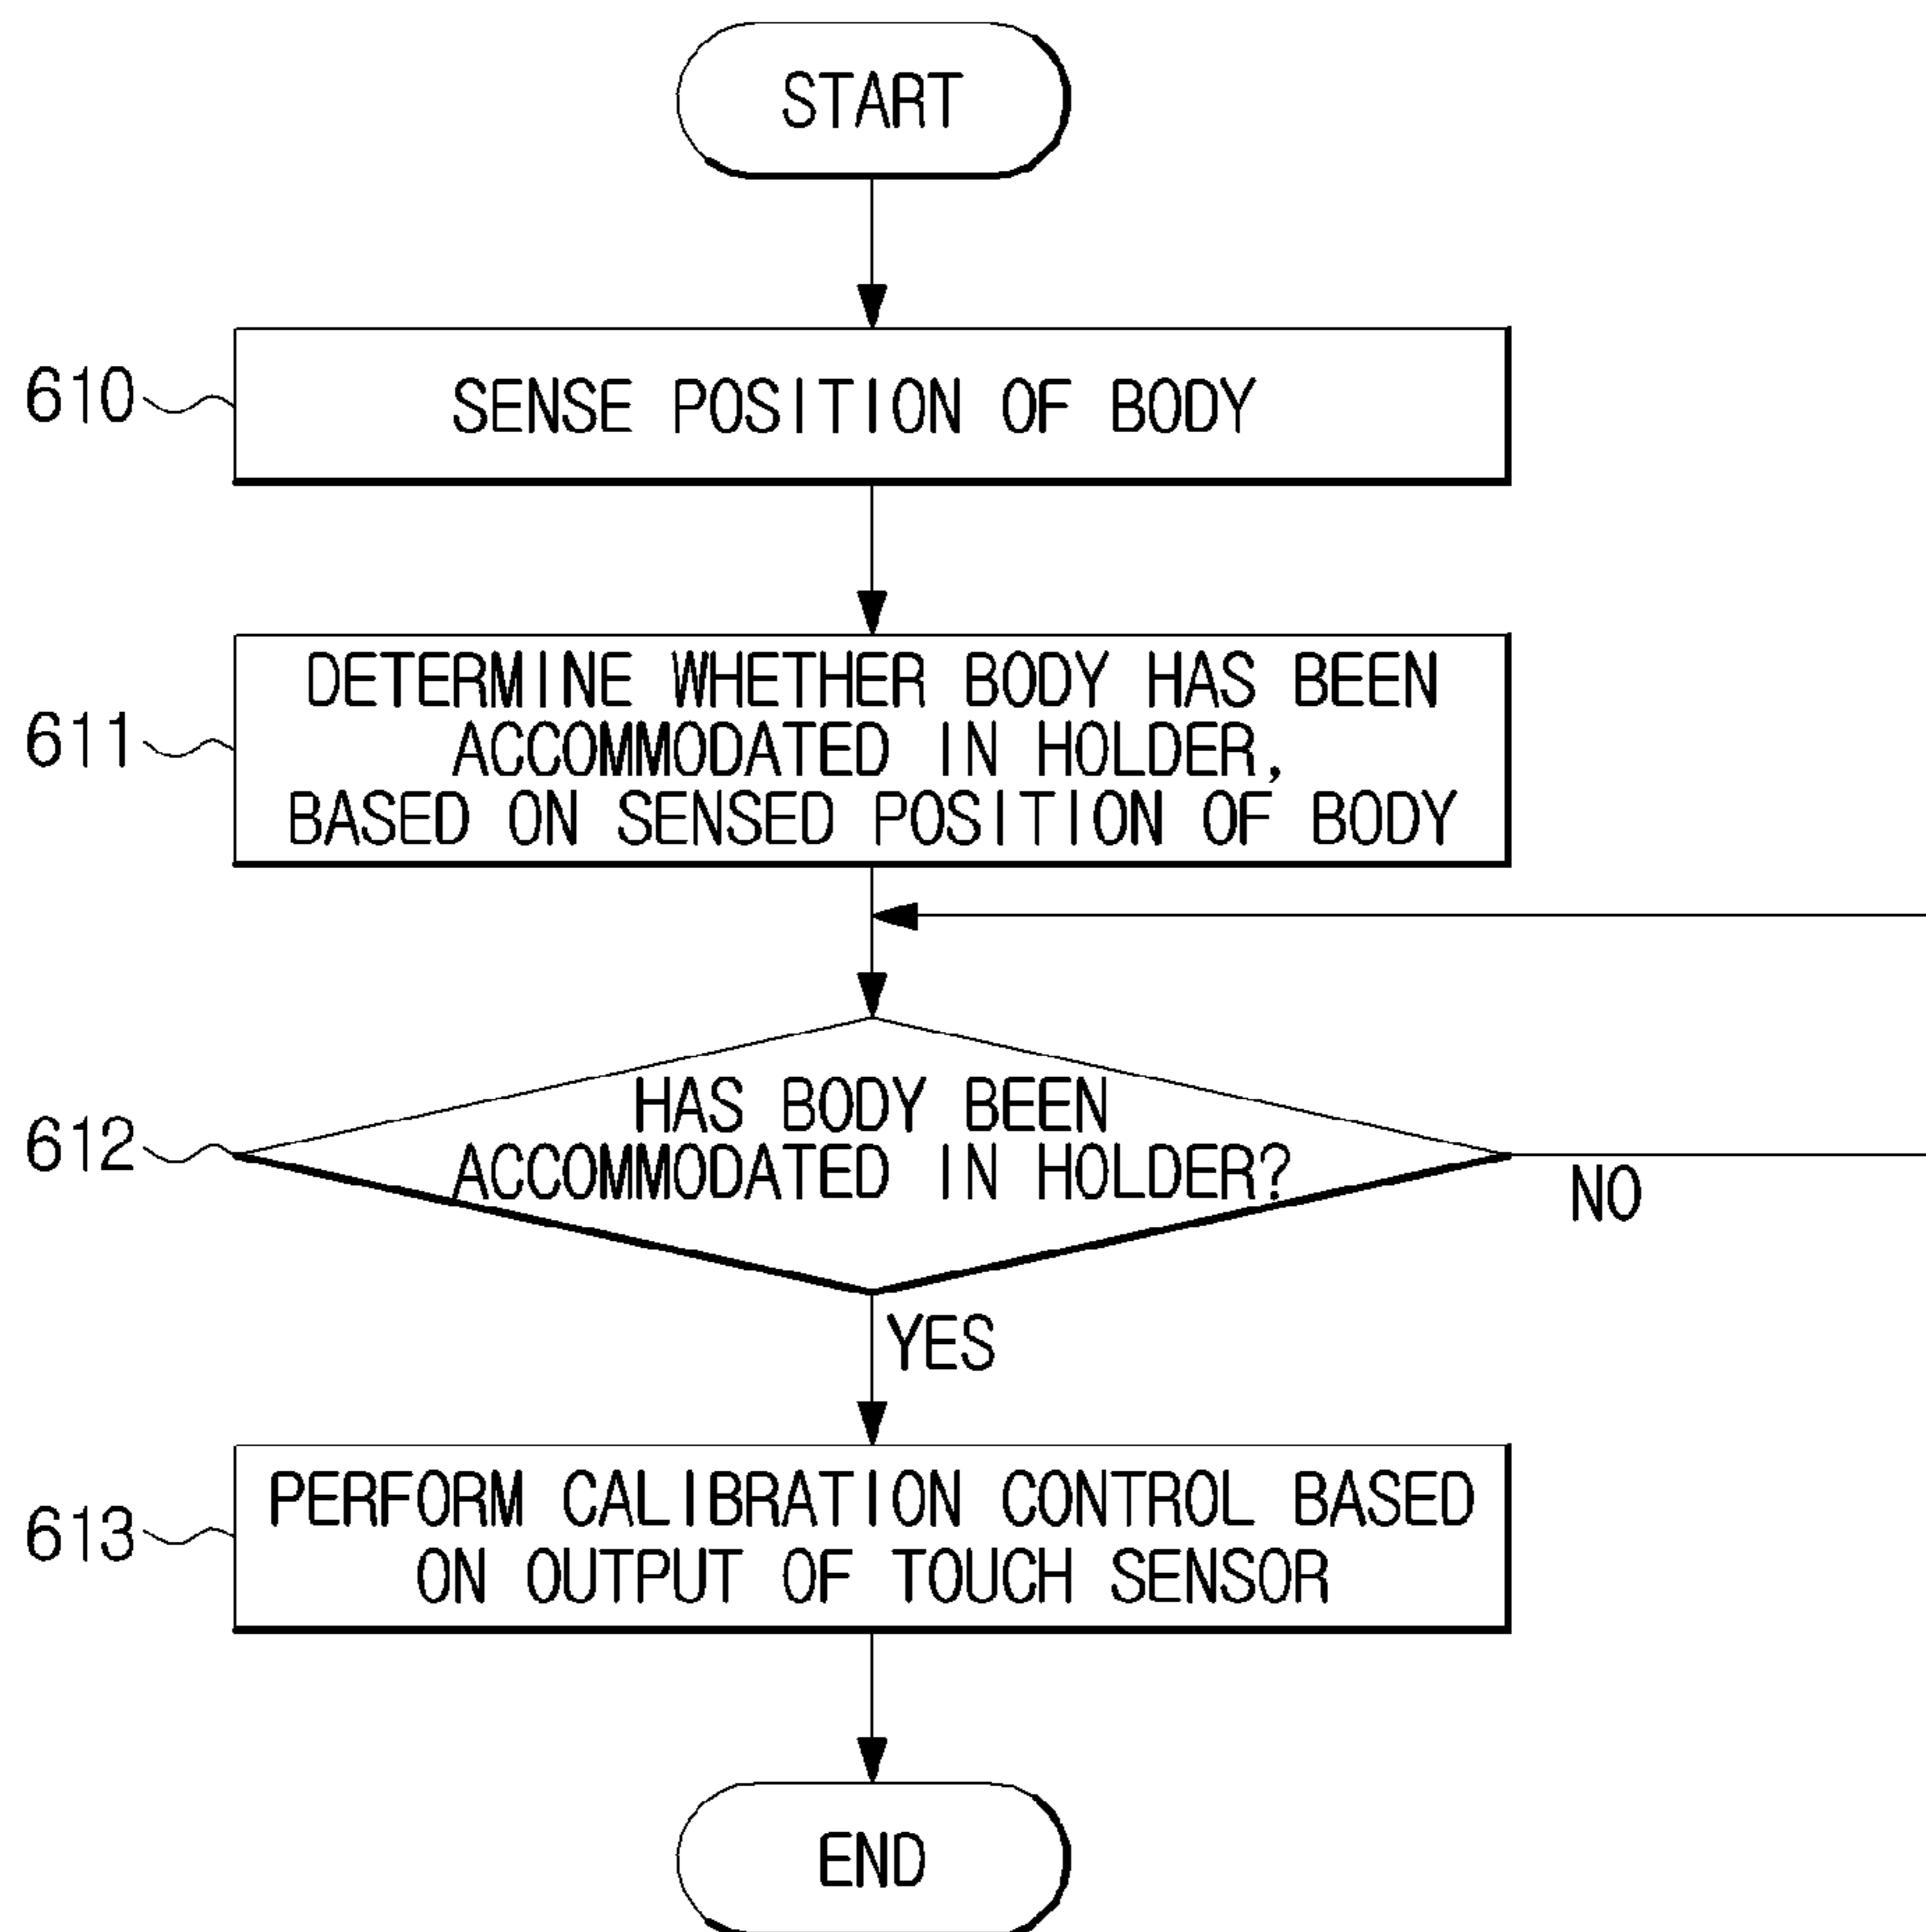 START
610
SENSE POSITION OF BODY
611
DETERMINE WHETHER BODY HAS BEEN
ACCOMMODATED IN HOLDER,
BASED ON SENSED POSITION OF BODY
612
HAS BODY BEEN
ACCOMMODATED IN HOLDER?
NO
YES
613
PERFORM CALIBRATION CONTROL BASED
ON OUTPUT OF TOUCH SENSOR
END